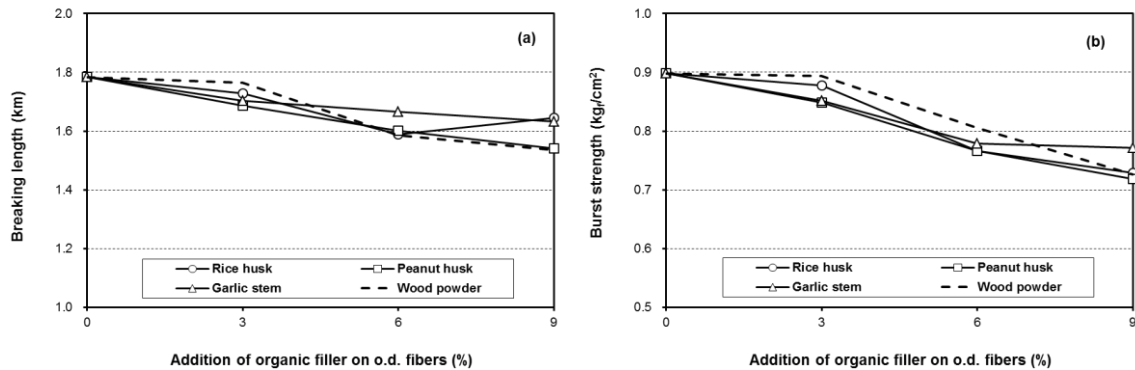 (a)
Breaking length (km)
2.0
1.8
1.6
1.4
1.2
1.0
Rice husk
Peanut husk
Garlic stem
Wood powder
0
3
6
9
Addition of organic filler on o.d. fibers (%)
(b)
Burst strength (kgf/cm²)
1.0
0.9
0.8
0.7
0.6
0.5
Rice husk
Peanut husk
Garlic stem
Wood powder
0
3
6
9
Addition of organic filler on o.d. fibers (%)